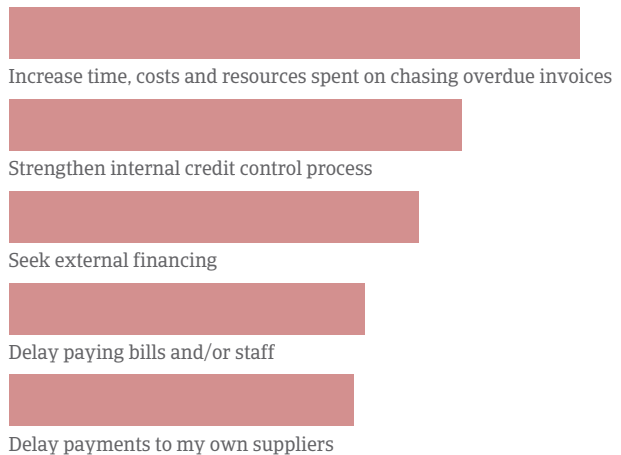 Increase time, costs and resources spent on chasing overdue invoices
Strengthen internal credit control process
Seek external financing
Delay paying bills and/or staff
Delay payments to my own suppliers